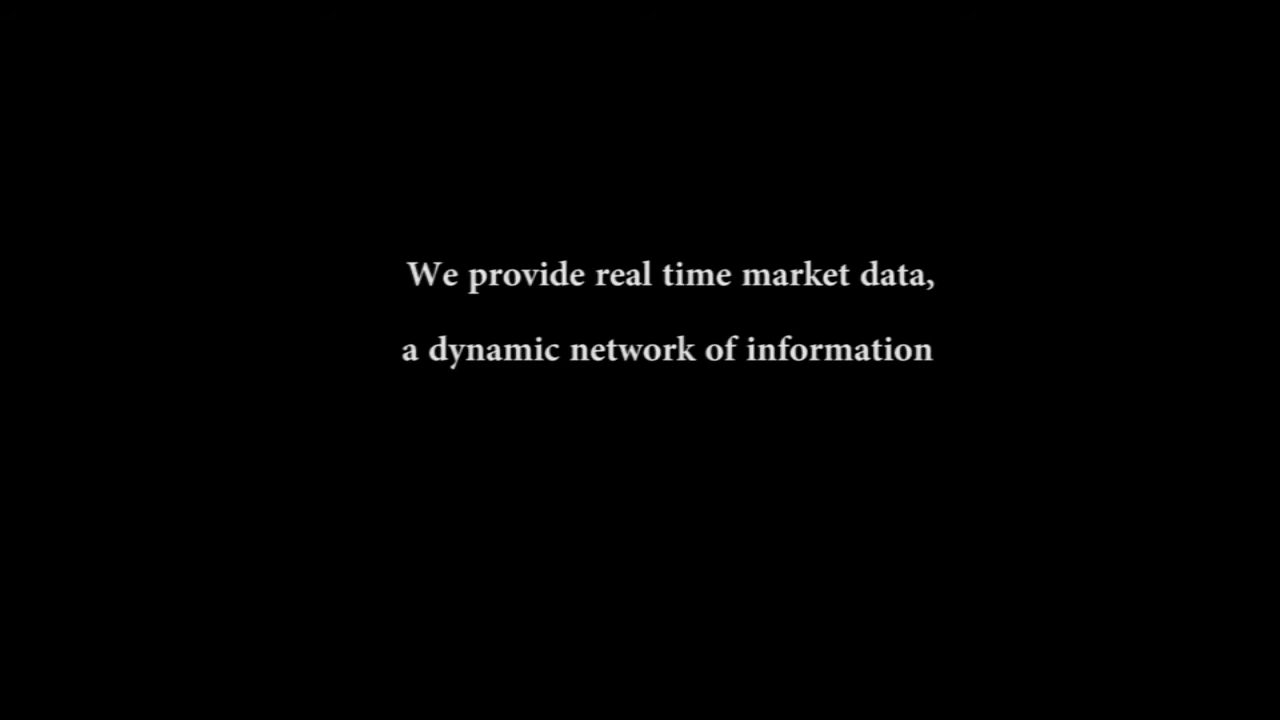 We provide real time market data,
a dynamic network of information